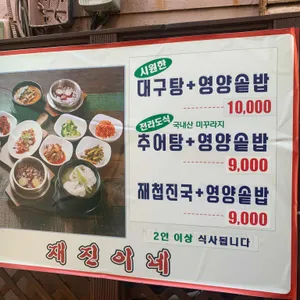 시원한
대구탕+영양솥밥
10,000
전라도식 국내산 미꾸라지
추어탕+영양솥밥
9,000
재첩진국+영양솥밥
9,000
2인 이상 식사됩니다
재진이네